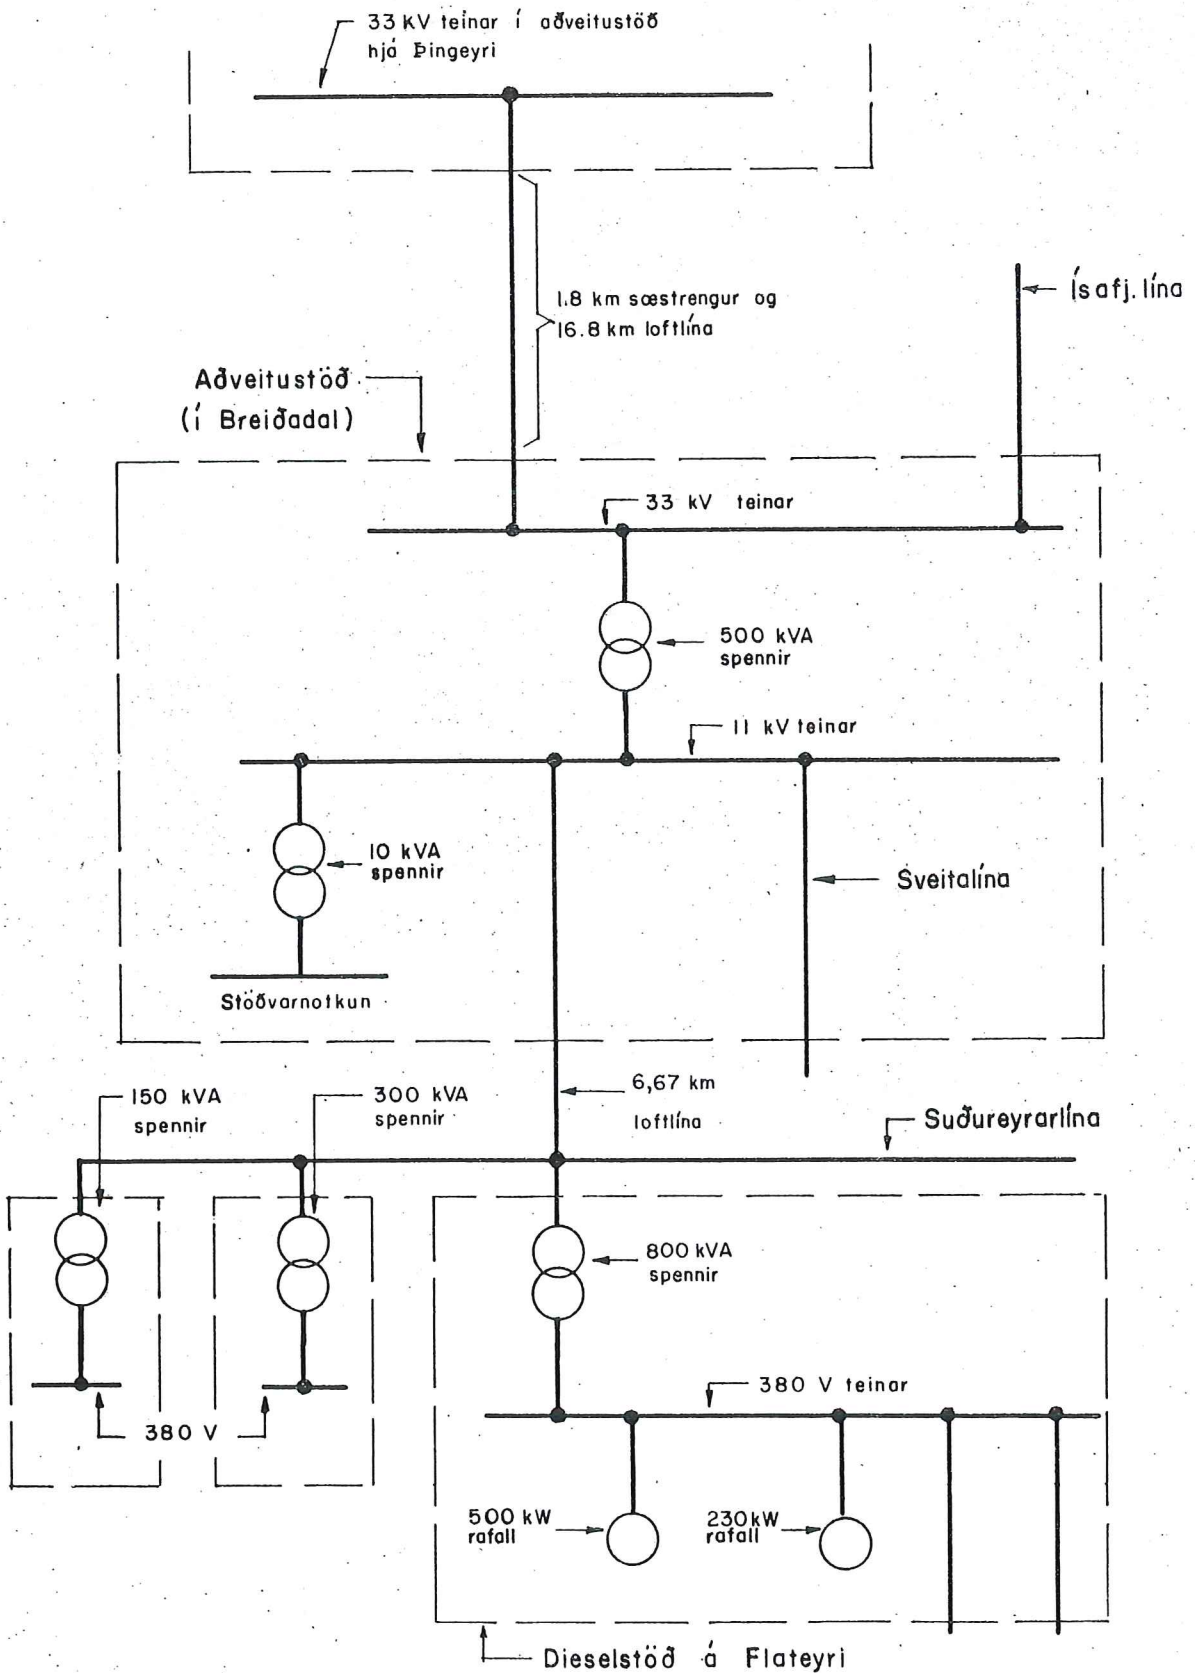 33 KV teinar í aðveitustöð
hjá Þingeyri
1.8 km sæstrengur og
16.8 km loftlína
Ísafj. lína
Aðveitustöð
(í Breiðadal)
33 kV teinar
500 kVA
spennir
11 kV teinar
10 kVA
spennir
Sveitalína
Stöðvarnotkun
6,67 km
loftlína
150 kVA
spennir
300 kVA
spennir
Suðureyrarlína
800 kVA
spennir
380 V teinar
380 V
500 kW
rafall
230 kW
rafall
Dieselstöð á Flateyri